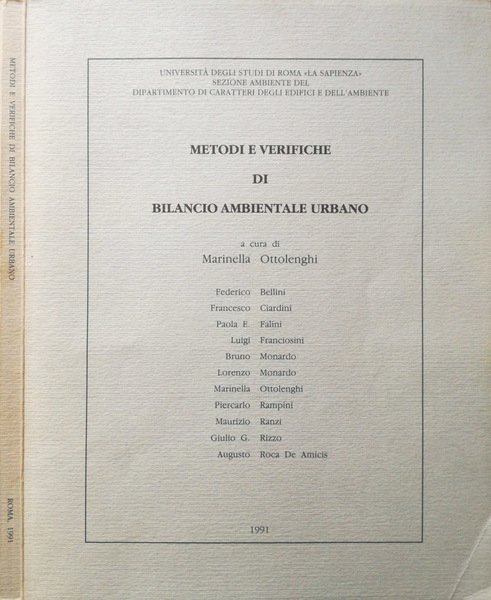 METODI E VERIFICHE DI BILANCIO AMBIENTALE URBANO
ROMA, 1991
UNIVERSITÀ DEGLI STUDI DI ROMA «LA SAPIENZA»
SEZIONE AMBIENTE DEL
DIPARTIMENTO DI CARATTERI DEGLI EDIFICI E DELL'AMBIENTE
METODI E VERIFICHE
DI
BILANCIO AMBIENTALE URBANO
a cura di
Marinella Ottolenghi
Federico Bellini
Francesco Ciardini
Paola E. Falini
Luigi Franciosini
Bruno Monardo
Lorenzo Monardo
Marinella Ottolenghi
Piercarlo Rampini
Maurizio Ranzi
Giulio G. Rizzo
Augusto Roca De Amicis
1991